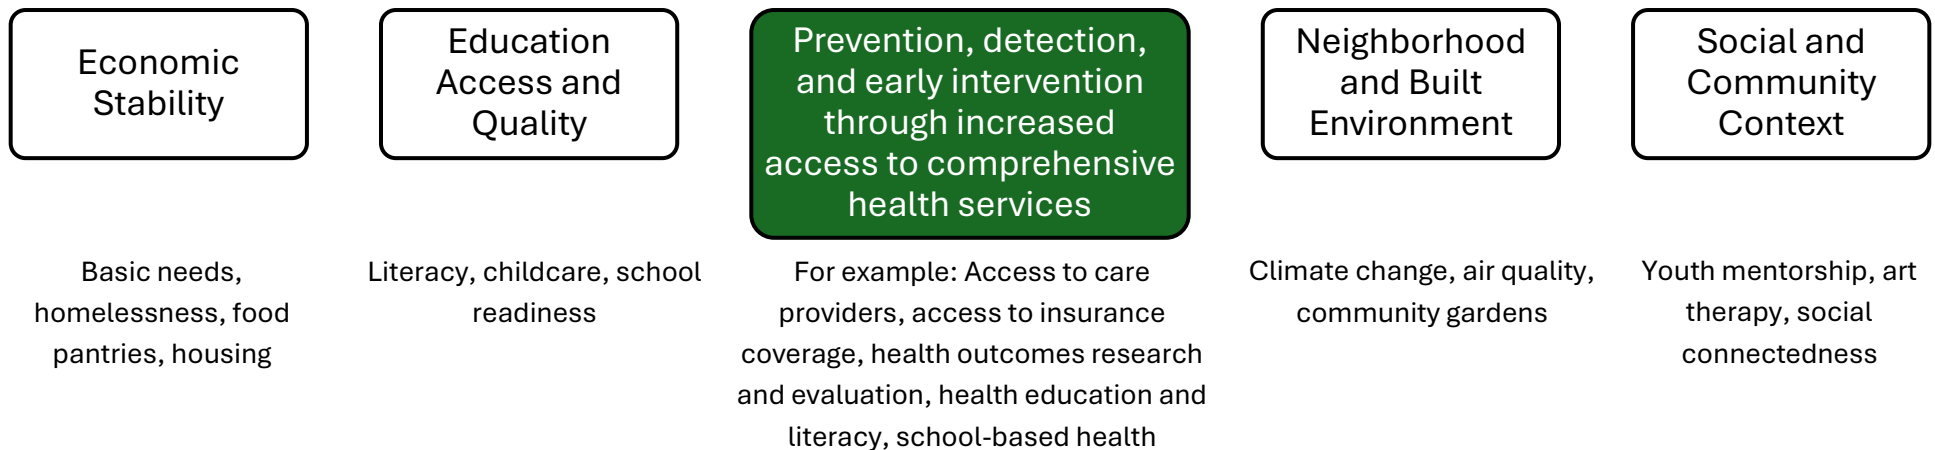 Economic
Stability
Education
Access and
Quality
Prevention, detection,
and early intervention
through increased
access to comprehensive
health services
Neighborhood
and Built
Environment
Social and
Community
Context
Basic needs,
homelessness, food
pantries, housing
Literacy, childcare, school
readiness
For example: Access to care
providers, access to insurance
coverage, health outcomes research
and evaluation, health education and
literacy, school-based health
Climate change, air quality,
community gardens
Youth mentorship, art
therapy, social
connectedness